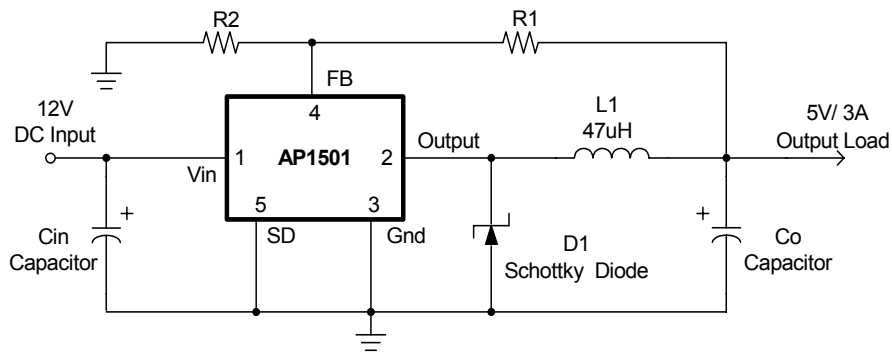 R2
R1
FB
12V
DC Input
4
L1
47uH
5V/ 3A
Output Load
Output
Vin
1
AP1501
2
5
3
SD
Gnd
+
Cin
Capacitor
D1
Schottky Diode
+
Co
Capacitor